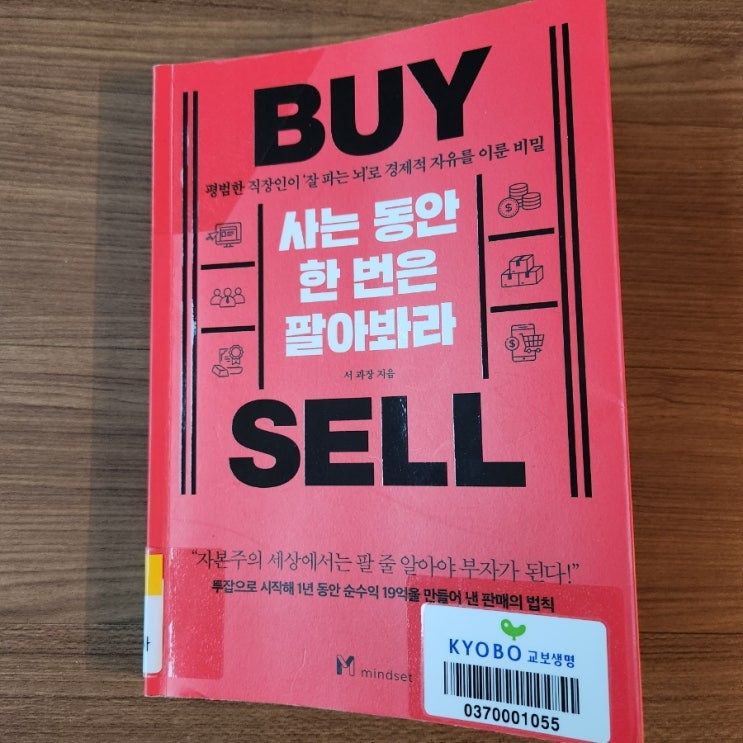 BUY
평범한 직장인이 '잘 파는 뇌'로 경제적 자유를 이룬 비밀
사는 동안
한 번은
팔아봐라
서 과장 지음
SELL
“자본주의 세상에서는 팔 줄 알아야 부자가 된다!”
투잡으로 시작해 1년 동안 순수익 19억을 만들어 낸 판매의 법칙
mindset
KYOBO 교보생명
0370001055